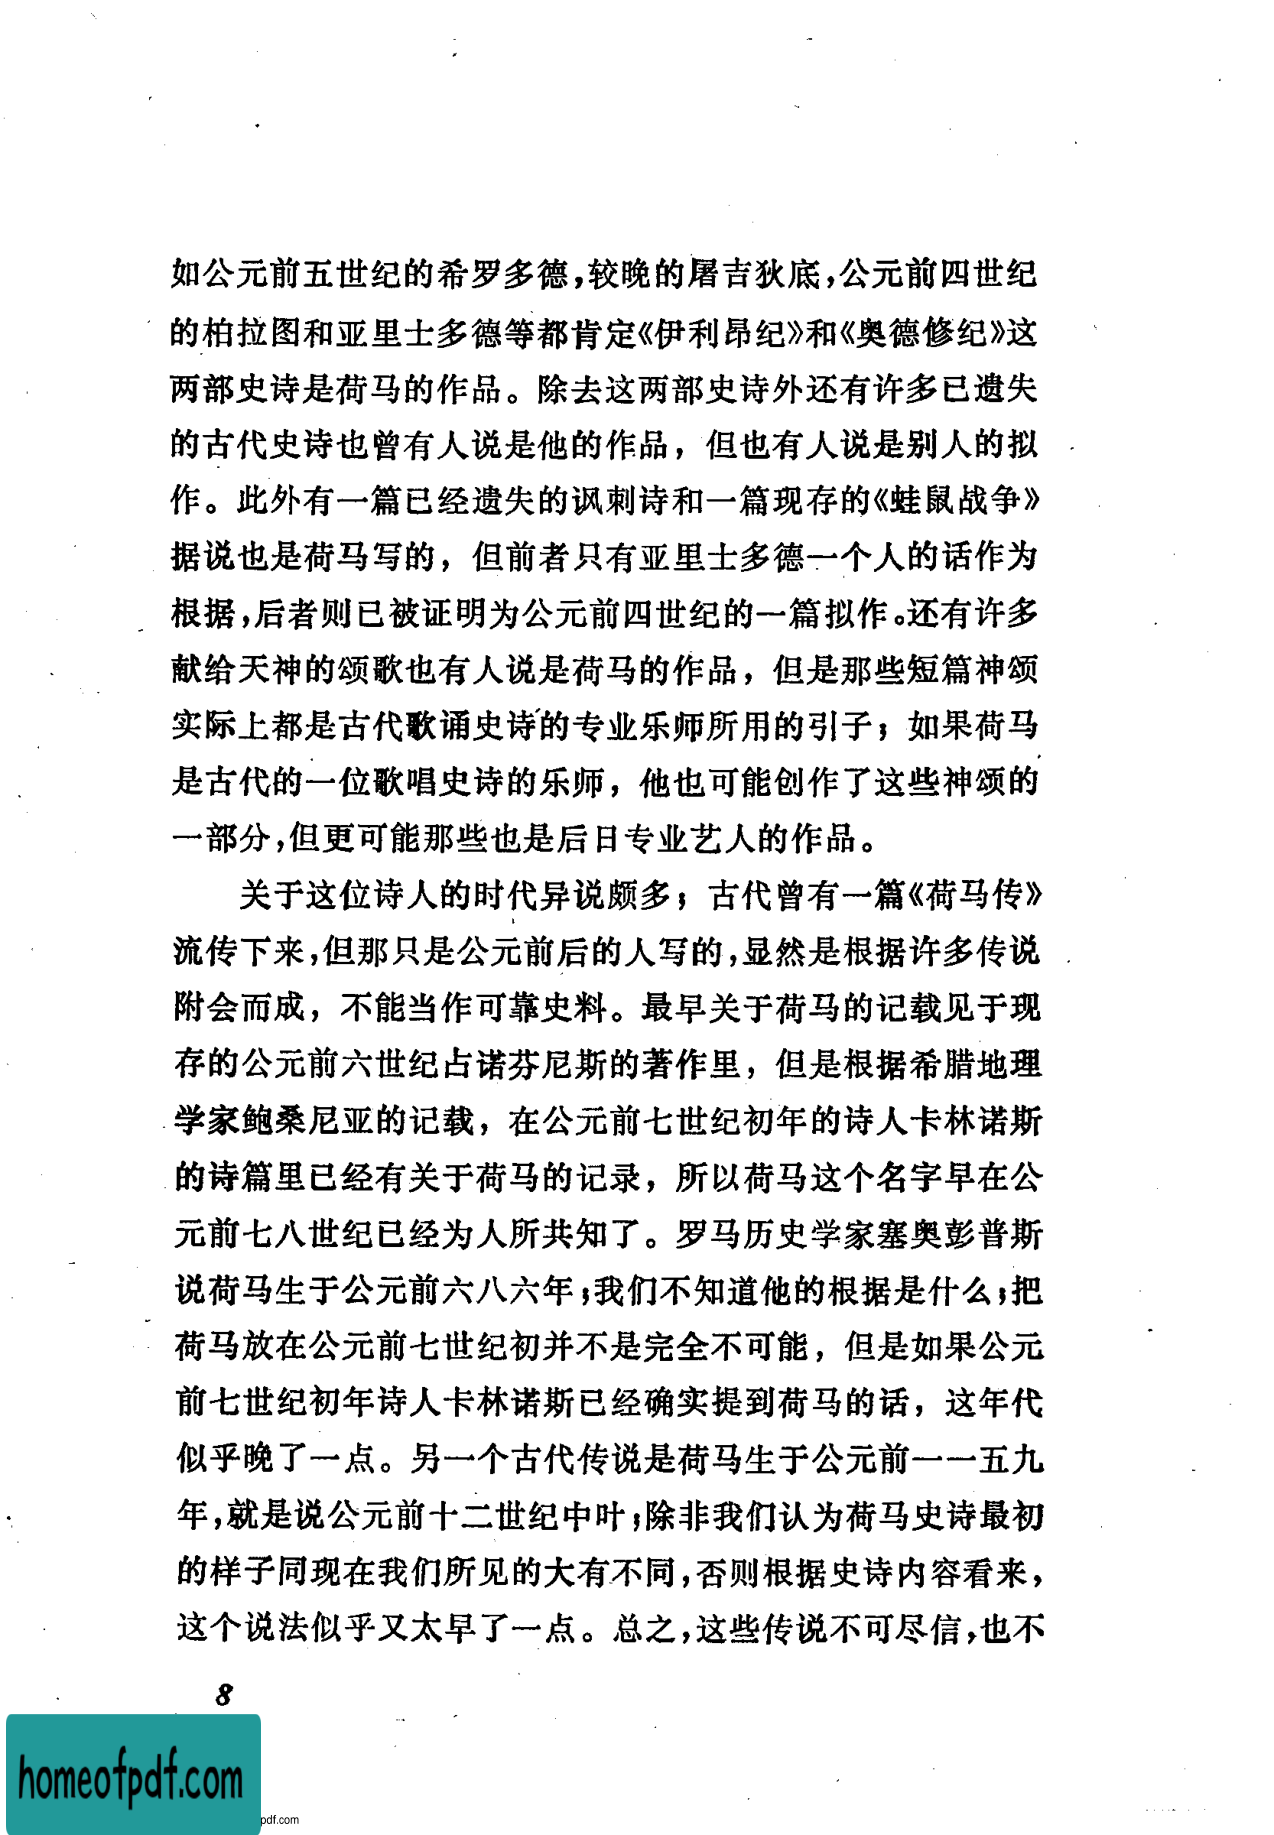 如公元前五世纪的希罗多德，较晚的屠吉狄底，公元前四世纪
的柏拉图和亚里士多德等都肯定《伊利昂纪》和《奥德修纪》这
两部史诗是荷马的作品。除去这两部史诗外还有许多已遗失
的古代史诗也曾有人说是他的作品，但也有人说是别人的拟
作。此外有一篇已经遗失的讽刺诗和一篇现存的《蛙鼠战争》
据说也是荷马写的，但前者只有亚里士多德一个人的话作为
根据，后者则已被证明为公元前四世纪的一篇拟作。还有许多
献给天神的颂歌也有人说是荷马的作品，但是那些短篇神颂
实际上都是古代歌诵史诗的专业乐师所用的引子；如果荷马
是古代的一位歌唱史诗的乐师，他也可能创作了这些神颂的
一部分，但更可能那些也是后日专业艺人的作品。
关于这位诗人的时代异说颇多；古代曾有一篇《荷马传》
流传下来，但那只是公元前后的人写的，显然是根据许多传说
附会而成，不能当作可靠史料。最早关于荷马的记载见于现
存的公元前六世纪占诺芬尼斯的著作里，但是根据希腊地理
学家鲍桑尼亚的记载，在公元前七世纪初年的诗人卡林诺斯
的诗篇里已经有关于荷马的记录，所以荷马这个名字早在公
元前七八世纪已经为人所共知了。罗马历史学家塞奥彭普斯
说荷马生于公元前六八六年；我们不知道他的根据是什么；把
荷马放在公元前七世纪初并不是完全不可能，但是如果公元
前七世纪初年诗人卡林诺斯已经确实提到荷马的话，这年代
似乎晚了一点。另一个古代传说是荷马生于公元前一一五九
年，就是说公元前十二世纪中叶；除非我们认为荷马史诗最初
的样子同现在我们所见的大有不同，否则根据史诗内容看来，
这个说法似乎又太早了一点。总之，这些传说不可尽信，也不
8
homeofpdf.com
pdf.com